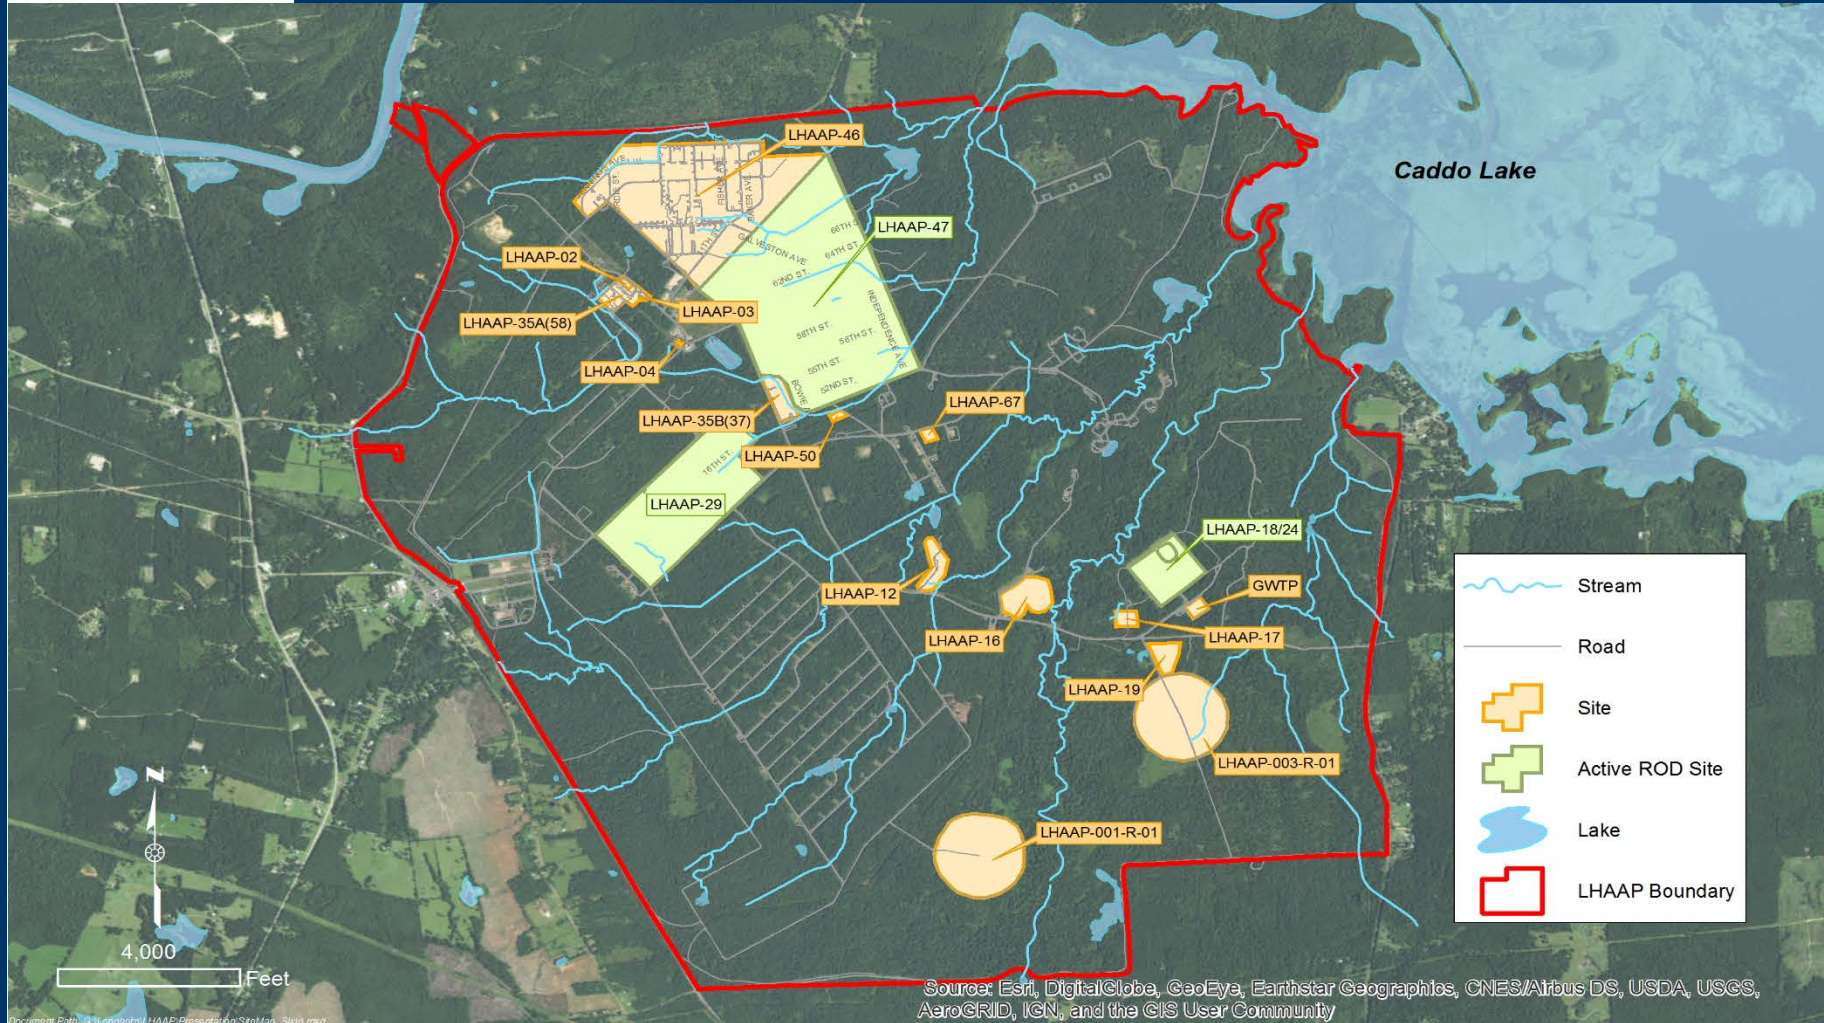 Caddo Lake
LHAAP-46
LHAAP-47
LHAAP-02
LHAAP-03
LHAAP-35A(58)
LHAAP-04
LHAAP-35B(37)
LHAAP-50
LHAAP-67
LHAAP-29
LHAAP-18/24
GWTP
LHAAP-12
LHAAP-16
LHAAP-17
LHAAP-19
LHAAP-003-R-01
LHAAP-001-R-01
FISHER AVE
BAKER AVE
GALVESTON AVE
66TH S
64TH ST.
62ND ST.
INDEPENDENCE AVE
58TH ST.
56TH ST.
55TH ST.
52ND ST.
BOWIE
16TH ST.
Stream
Road
Site
Active ROD Site
Lake
LHAAP Boundary
N
4,000
Feet
Source: Esri, DigitalGlobe, GeoEye, Earthstar Geographics, CNES/Airbus DS, USDA, USGS,
AeroGRID, IGN, and the GIS User Community